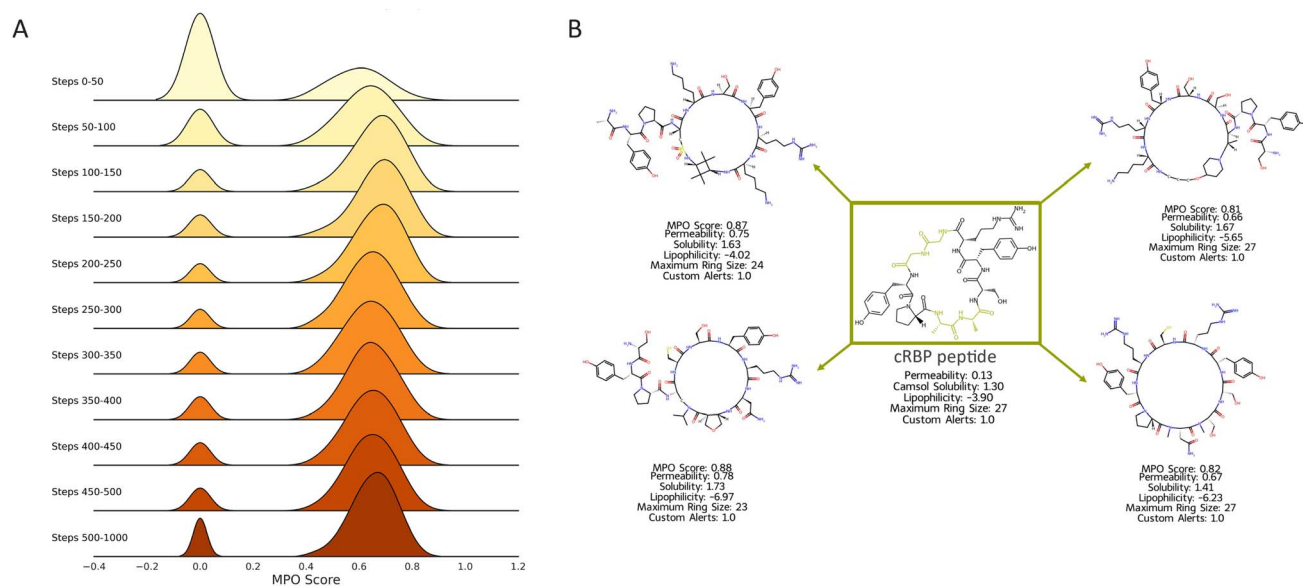 A
B
Steps 0-50
Steps 50-100
Steps 100-150
Steps 150-200
Steps 200-250
Steps 250-300
Steps 300-350
Steps 350-400
Steps 400-450
Steps 450-500
Steps 500-1000
−0.4 −0.2 0.0 0.2 0.4 0.6 0.8 1.0 1.2
MPO Score
MPO Score: 0.87
Permeability: 0.75
Solubility: 1.63
Lipophilicity: −4.02
Maximum Ring Size: 24
Custom Alerts: 1.0
MPO Score: 0.81
Permeability: 0.66
Solubility: 1.67
Lipophilicity: −5.65
Maximum Ring Size: 27
Custom Alerts: 1.0
cRBP peptide
Permeability: 0.13
Camsol Solubility: 1.30
Lipophilicity: −3.90
Maximum Ring Size: 27
Custom Alerts: 1.0
MPO Score: 0.88
Permeability: 0.78
Solubility: 1.73
Lipophilicity: −6.97
Maximum Ring Size: 23
Custom Alerts: 1.0
MPO Score: 0.82
Permeability: 0.67
Solubility: 1.41
Lipophilicity: −6.23
Maximum Ring Size: 27
Custom Alerts: 1.0